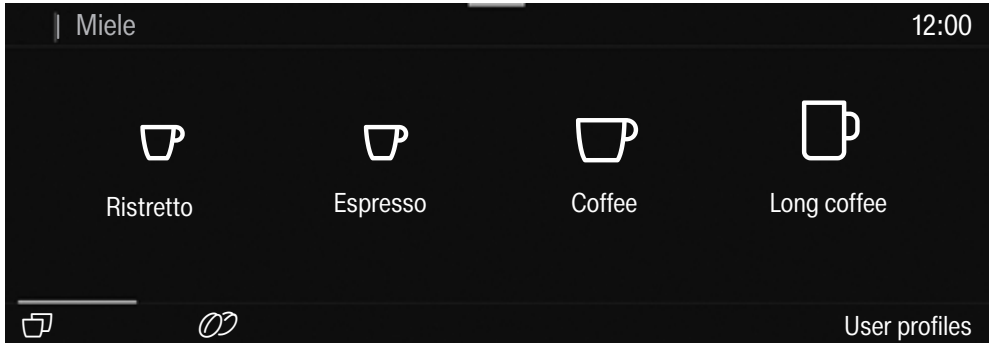 Miele
12:00
Ristretto
Espresso
Coffee
Long coffee
User profiles